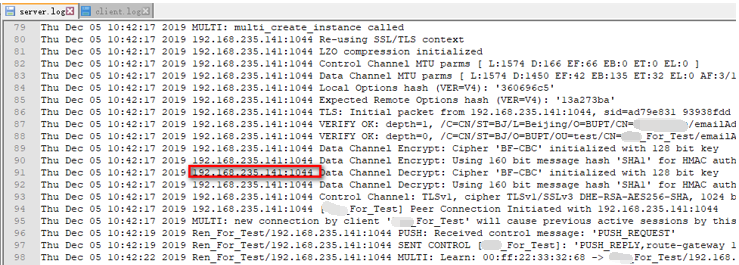 server.log client.log
79 Thu Dec 05 10:42:17 2019 MULTI: multi_create_instance called
80 Thu Dec 05 10:42:17 2019 192.168.235.141:1044 Re-using SSL/TLS context
81 Thu Dec 05 10:42:17 2019 192.168.235.141:1044 LZO compression initialized
82 Thu Dec 05 10:42:17 2019 192.168.235.141:1044 Control Channel MTU parms [ L:1574 D:166 EF:66 EB:0 ET:0 EL:0 ]
83 Thu Dec 05 10:42:17 2019 192.168.235.141:1044 Data Channel MTU parms [ L:1574 D:1450 EF:42 EB:135 ET:32 EL:0 AF:3/1
84 Thu Dec 05 10:42:17 2019 192.168.235.141:1044 Local Options hash (VER=V4): '360696c5'
85 Thu Dec 05 10:42:17 2019 192.168.235.141:1044 Expected Remote Options hash (VER=V4): '13a273ba'
86 Thu Dec 05 10:42:17 2019 192.168.235.141:1044 TLS: Initial packet from 192.168.235.141:1044, sid=ad79e831 93938fdd
87 Thu Dec 05 10:42:17 2019 192.168.235.141:1044 VERIFY OK: depth=1, /C=CN/ST=BJ/L=Beijing/O=BUPT/CN= /emailAd
88 Thu Dec 05 10:42:17 2019 192.168.235.141:1044 VERIFY OK: depth=0, /C=CN/ST=BJ/O=BUPT/OU=test/CN= _For_Test/emailA
89 Thu Dec 05 10:42:17 2019 192.168.235.141:1044 Data Channel Encrypt: Cipher 'BF-CBC' initialized with 128 bit key
90 Thu Dec 05 10:42:17 2019 192.168.235.141:1044 Data Channel Encrypt: Using 160 bit message hash 'SHA1' for HMAC auth
91 Thu Dec 05 10:42:17 2019 192.168.235.141:1044 Data Channel Decrypt: Cipher 'BF-CBC' initialized with 128 bit key
92 Thu Dec 05 10:42:17 2019 192.168.235.141:1044 Data Channel Decrypt: Using 160 bit message hash 'SHA1' for HMAC auth
93 Thu Dec 05 10:42:17 2019 192.168.235.141:1044 Control Channel: TLSv1, cipher TLSv1/SSLv3 DHE-RSA-AES256-SHA, 1024 b
94 Thu Dec 05 10:42:17 2019 192.168.235.141:1044 [ _For_Test] Peer Connection Initiated with 192.168.235.141:1044
95 Thu Dec 05 10:42:17 2019 MULTI: new connection by client ' _For_Test' will cause previous active sessions by this
96 Thu Dec 05 10:42:19 2019 Ren_For_Test/192.168.235.141:1044 PUSH: Received control message: 'PUSH_REQUEST'
97 Thu Dec 05 10:42:19 2019 Ren_For_Test/192.168.235.141:1044 SENT CONTROL [ _For_Test]: 'PUSH_REPLY,route-gateway 1
98 Thu Dec 05 10:42:22 2019 Ren_For_Test/192.168.235.141:1044 MULTI: Learn: 00:ff:22:33:32:68 -> _For_Test/192.168